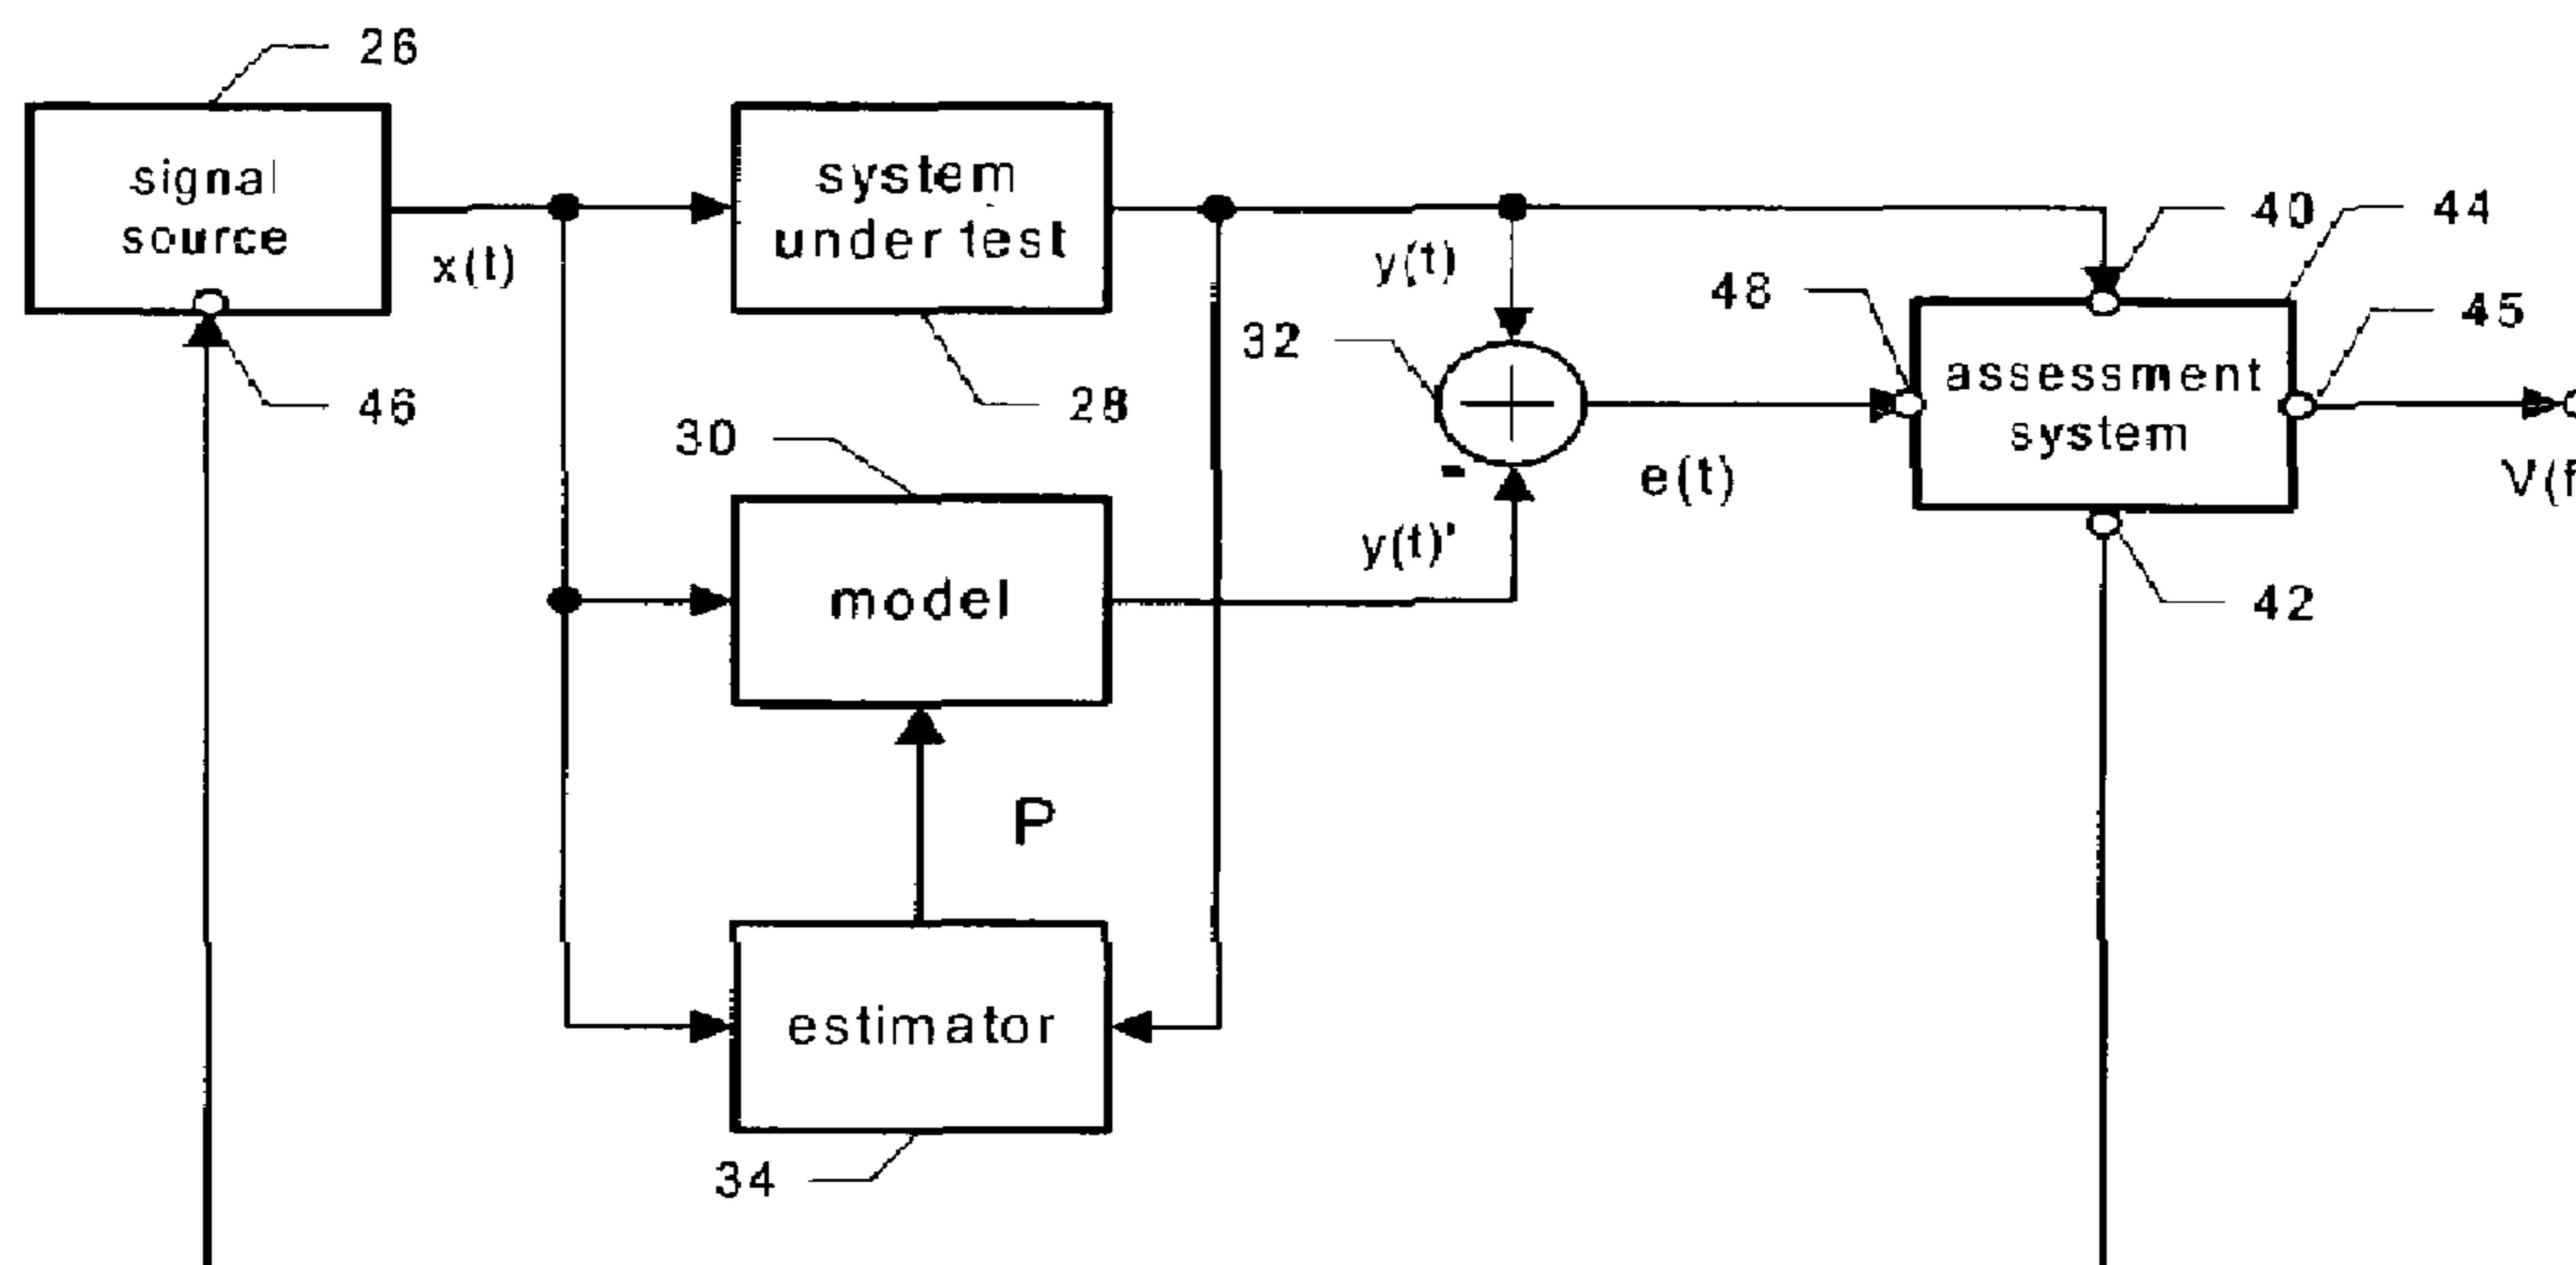 26
signal
source
x(t)
46
system
under test
28
30
model
P
estimator
34
y(t)
32
-
y(t)'
e(t)
48
40
44
45
assessment
system
42
V(f